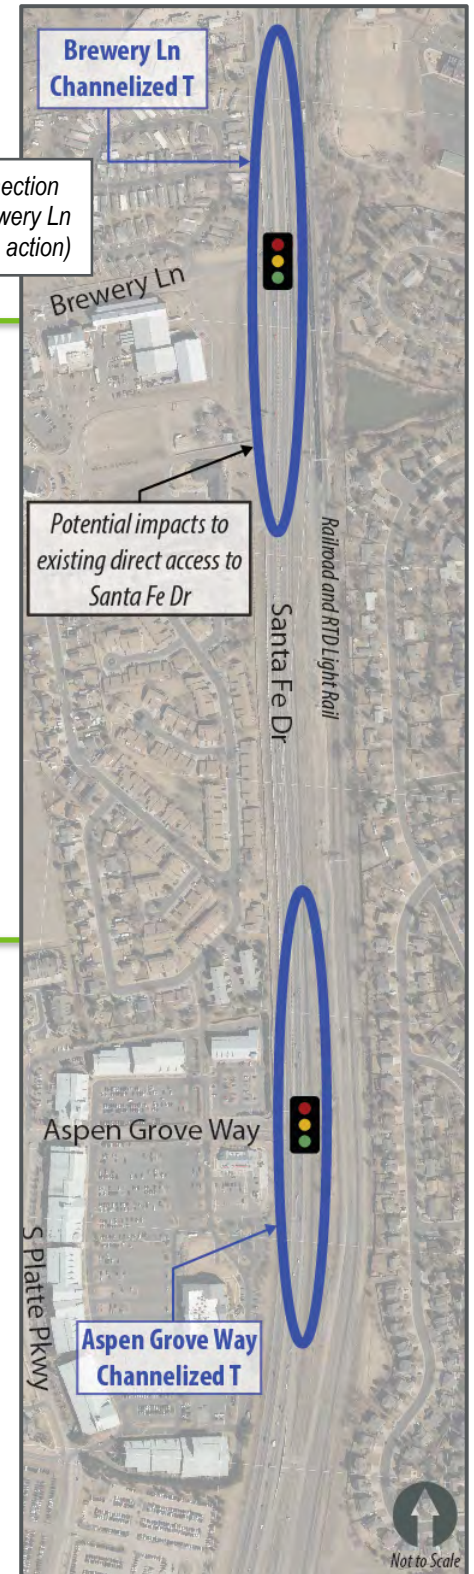 Brewery Ln
Channelized T
ection
wery Ln
action)
Brewery Ln
Potential impacts to
existing direct access to
Santa Fe Dr
Railroad and RTD Light Rail
Santa Fe Dr
Aspen Grove Way
S Platte Pkwy
Aspen Grove Way
Channelized T
Not to Scale